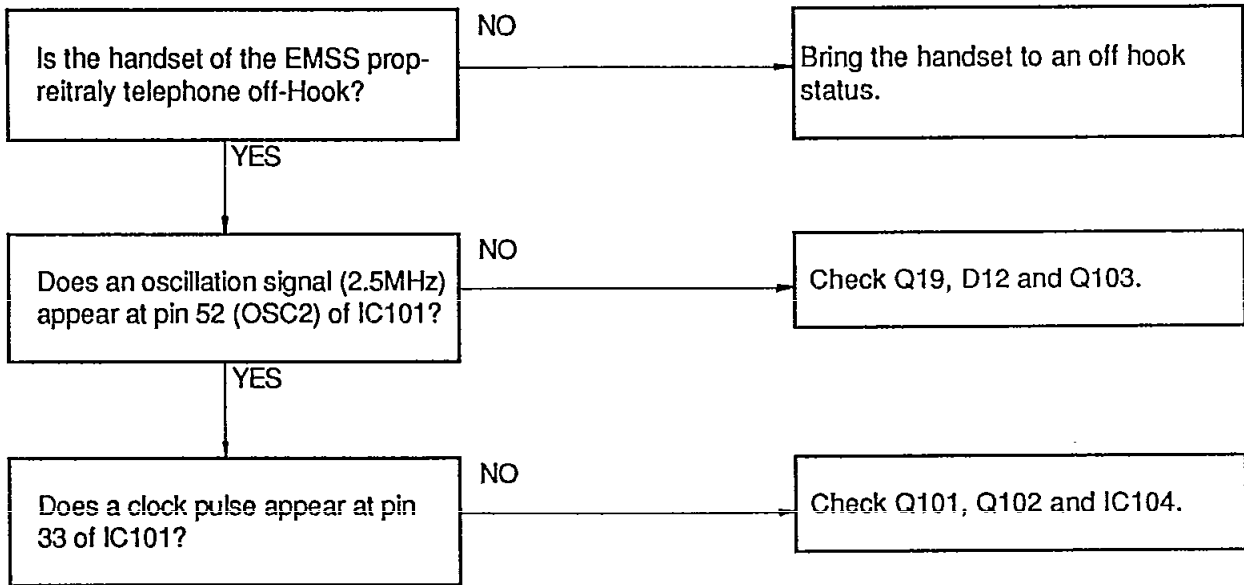 Is the handset of the EMSS prop-
reitraly telephone off-Hook?
NO
Bring the handset to an off hook
status.
YES
Does an oscillation signal (2.5MHz)
appear at pin 52 (OSC2) of IC101?
NO
Check Q19, D12 and Q103.
YES
Does a clock pulse appear at pin
33 of IC101?
NO
Check Q101, Q102 and IC104.